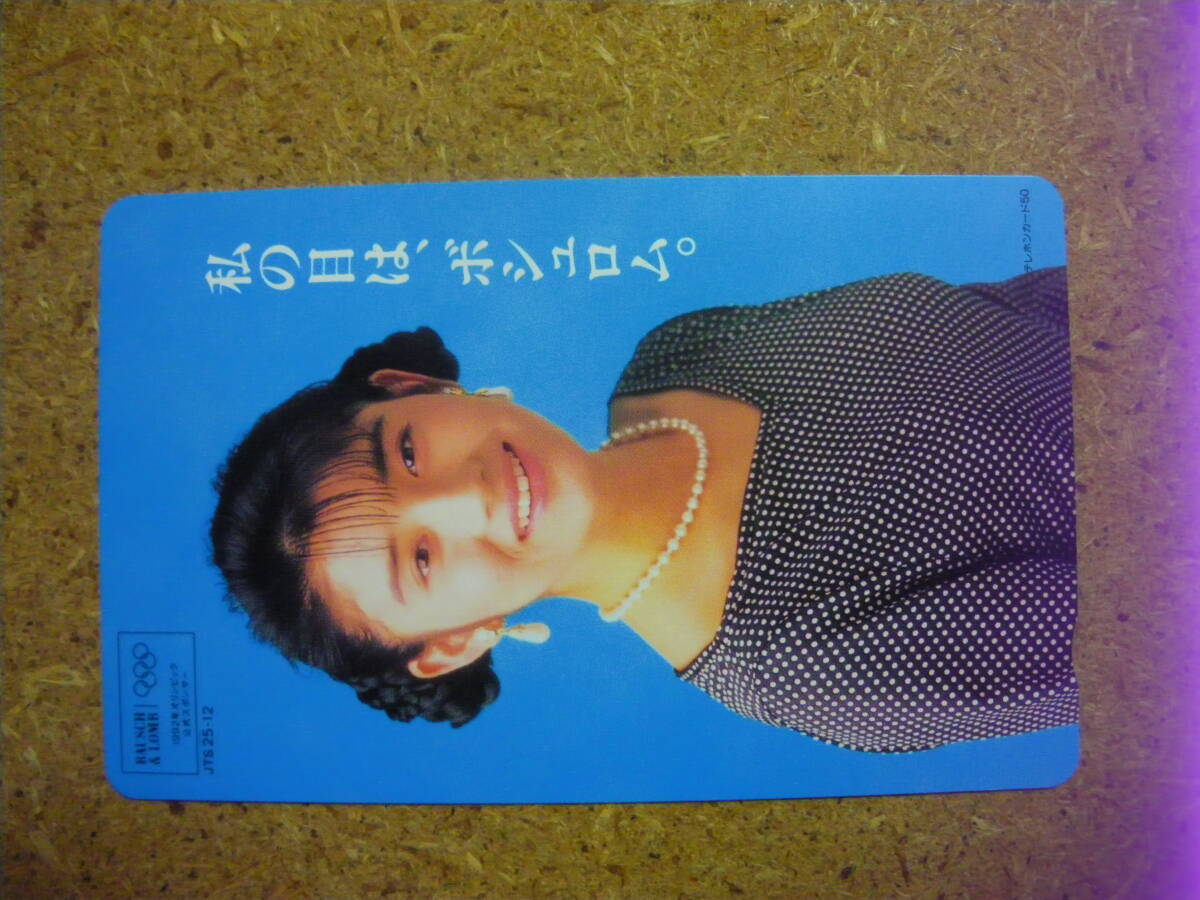 私の目は、ボシュロム。
テレホンカード50
BAUSCH
& LOMB
1992年オリンピック
公式スポンサー
JTS25-12